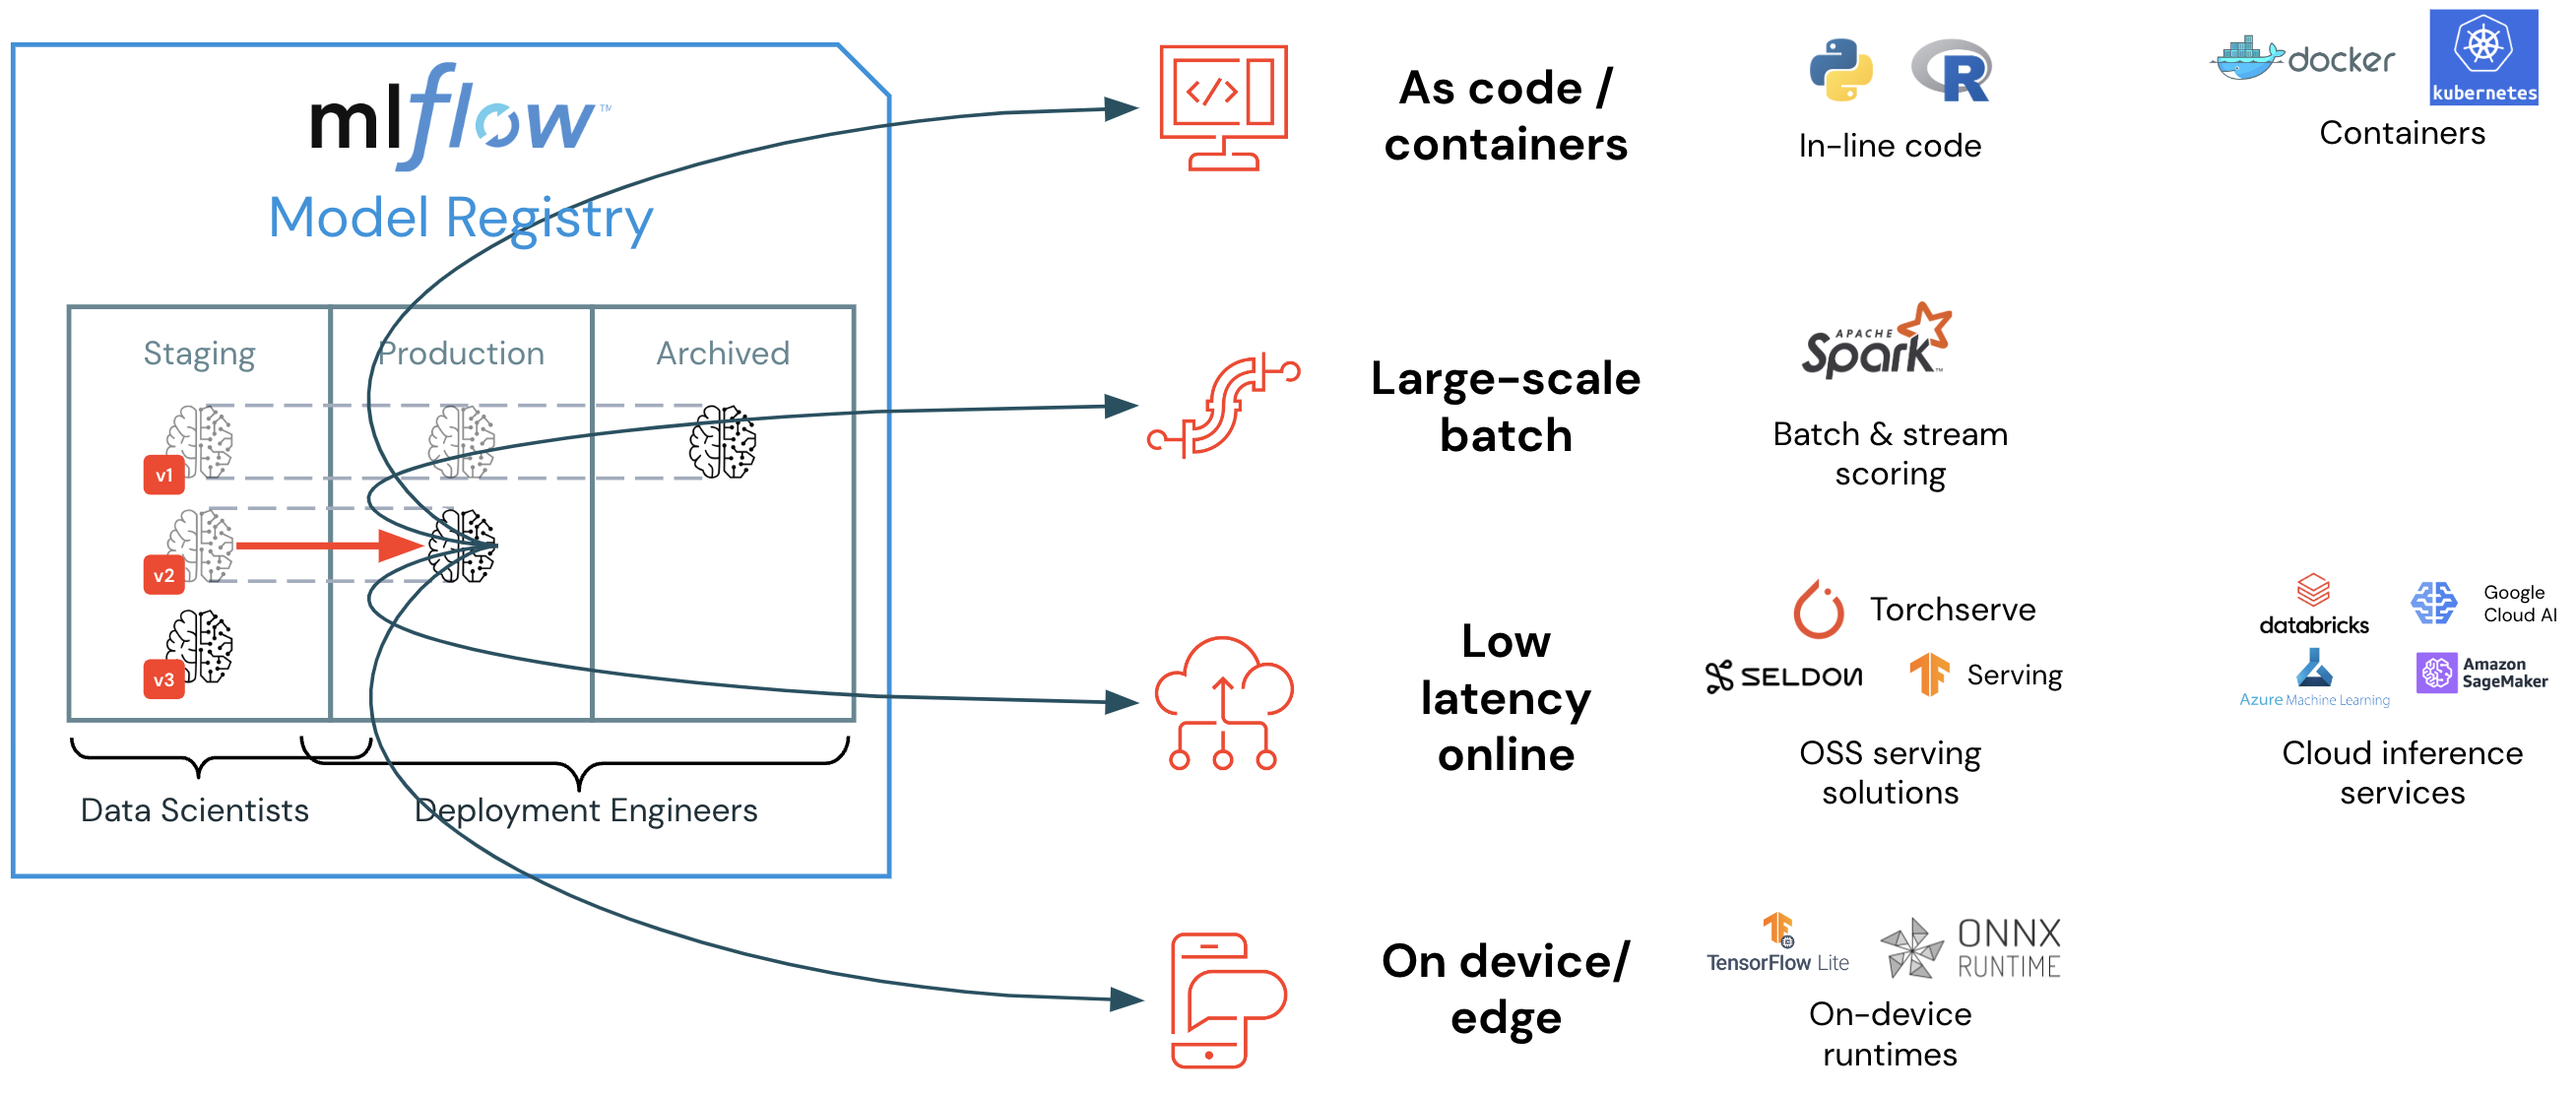 mlflow™
Model Registry
Staging
Production
Archived
v1
v2
v3
Data Scientists
Deployment Engineers
As code /
containers
In-line code
docker
kubernetes
Containers
Large-scale
batch
APACHE
Spark™
Batch & stream
scoring
Low
latency
online
Torchserve
SELDON
Serving
OSS serving
solutions
databricks
Google
Cloud AI
Azure Machine Learning
Amazon
SageMaker
Cloud inference
services
On device/
edge
TensorFlow Lite
ONNX
RUNTIME
On-device
runtimes